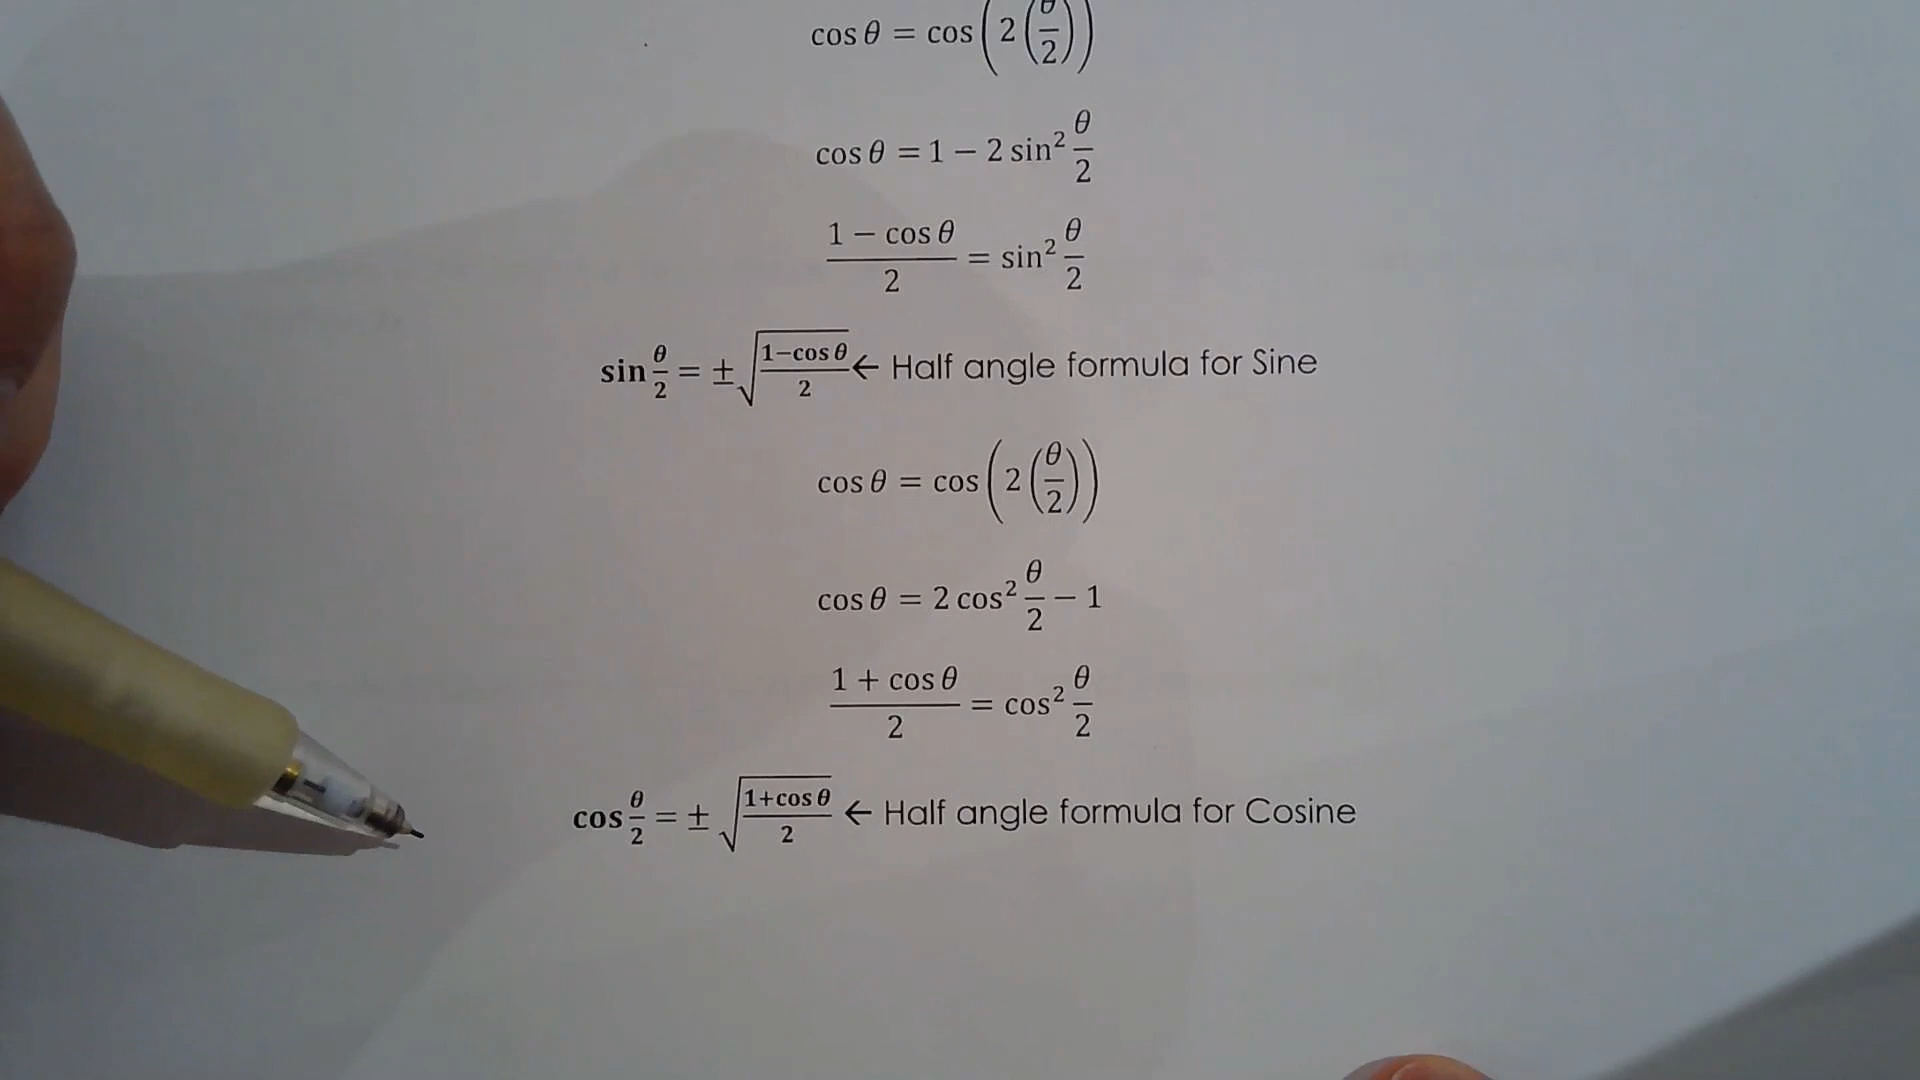 cos θ = cos(2(θ/2))
cos θ = 1 − 2 sin² θ/2
(1 − cos θ)/2 = sin² θ/2
sin θ/2 = ±√((1−cos θ)/2) ← Half angle formula for Sine
cos θ = cos(2(θ/2))
cos θ = 2 cos² θ/2 − 1
(1 + cos θ)/2 = cos² θ/2
cos θ/2 = ± √((1+cos θ)/2) ← Half angle formula for Cosine